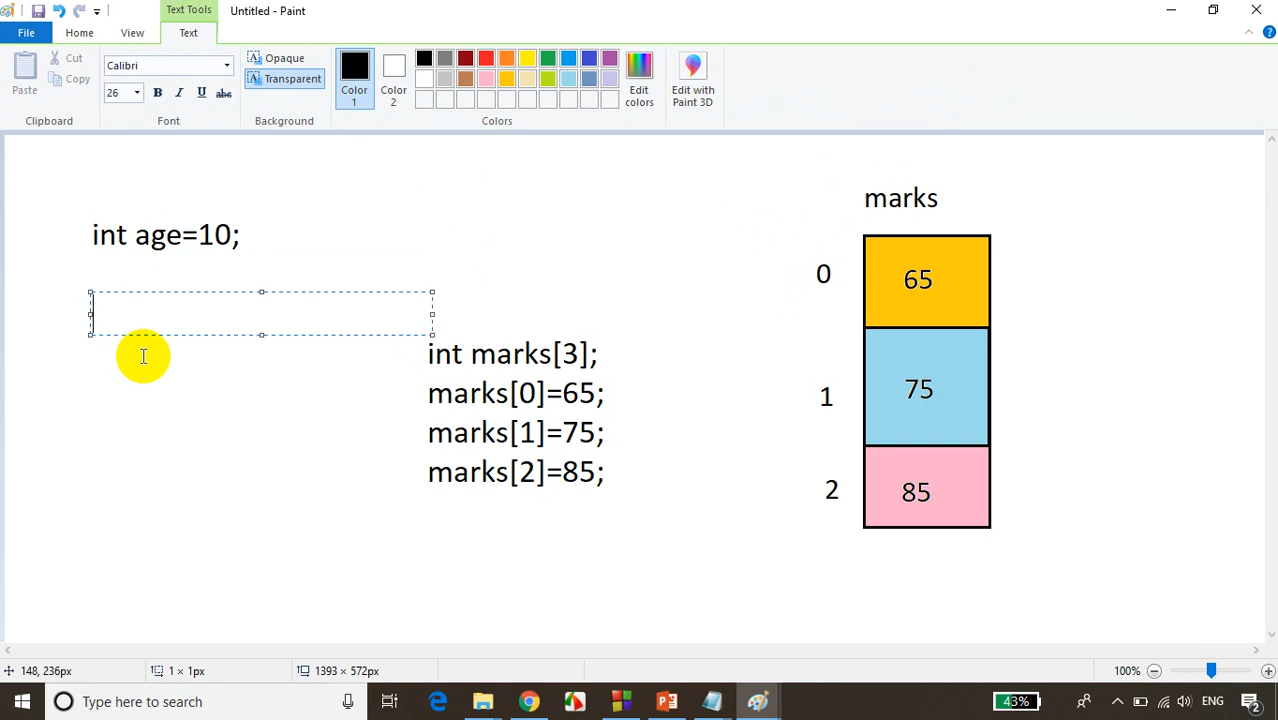 Text Tools
Untitled - Paint
File
Home
View
Text
Paste
Cut
Copy
Clipboard
Calibri
26
B
I
U
abc
Font
Opaque
Transparent
Background
Color
1
Color
2
Edit
colors
Colors
Edit with
Paint 3D
int age=10;
int marks[3];
marks[0]=65;
marks[1]=75;
marks[2]=85;
marks
0
65
1
75
2
85
148, 236px
1 × 1px
1393 × 572px
100%
Type here to search
43%
ENG
2